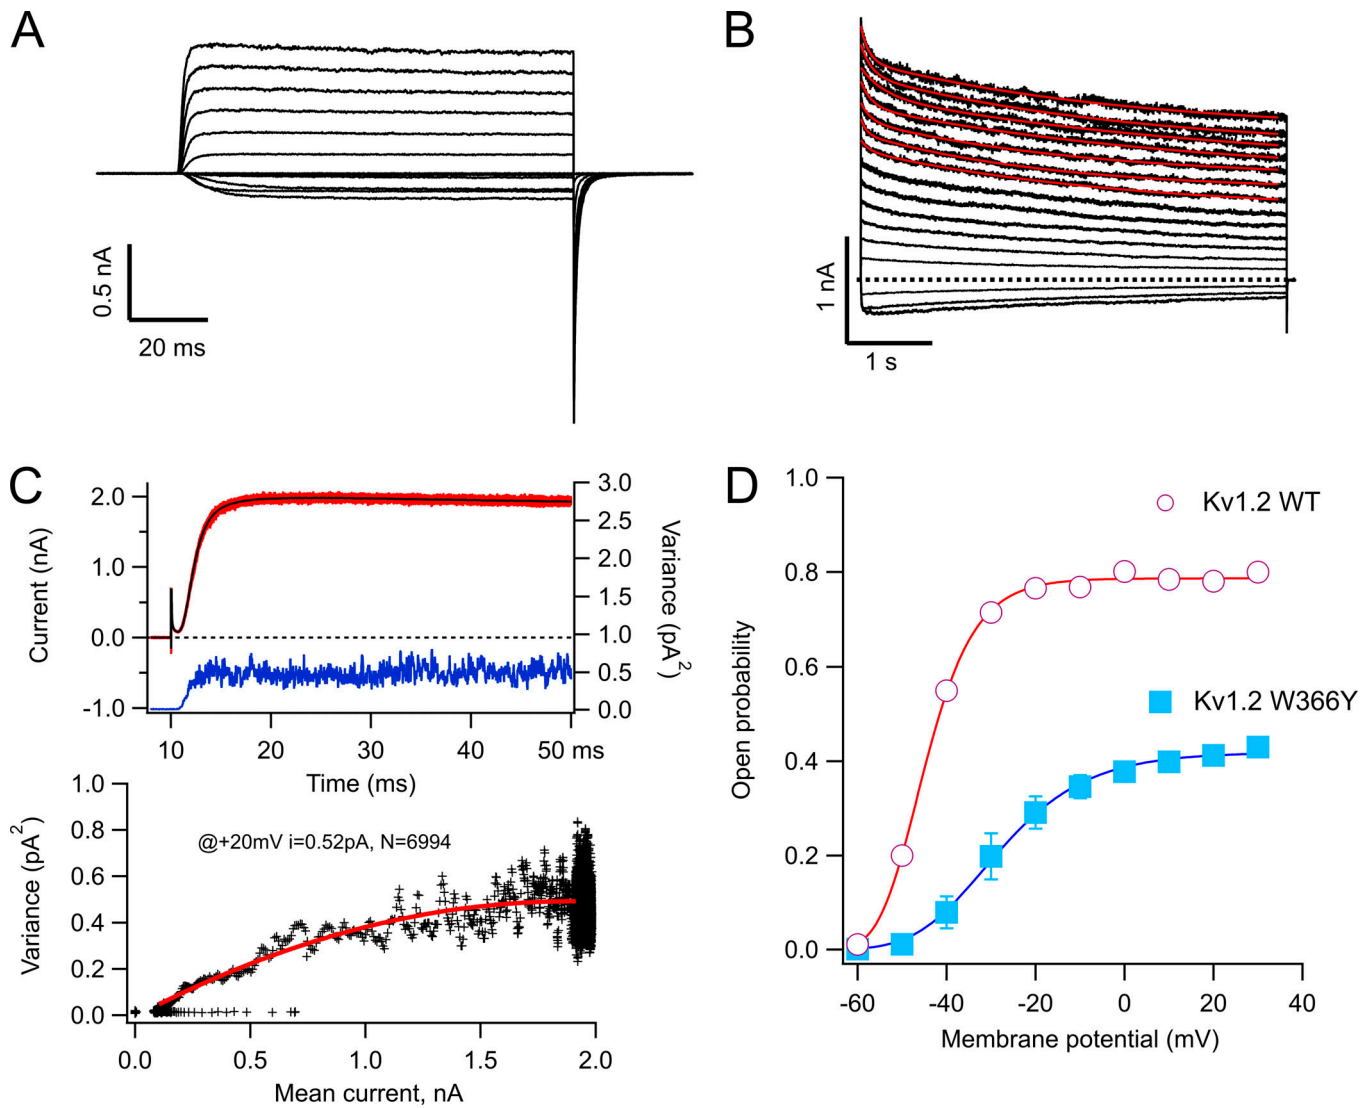 A
0.5 nA
20 ms
B
1 nA
1 s
C
Current (nA)
2.0
1.0
0.0
-1.0
3.0
2.5
2.0
1.5
1.0
0.5
0.0
Variance (pA²)
10
20
30
40
50 ms
Time (ms)
Variance (pA²)
1.0
0.8
0.6
0.4
0.2
0.0
@+20mV i=0.52pA, N=6994
0.0
0.5
1.0
1.5
2.0
Mean current, nA
D
Open probability
1.0
0.8
0.6
0.4
0.2
0.0
Kv1.2 WT
Kv1.2 W366Y
-60
-40
-20
0
20
40
Membrane potential (mV)